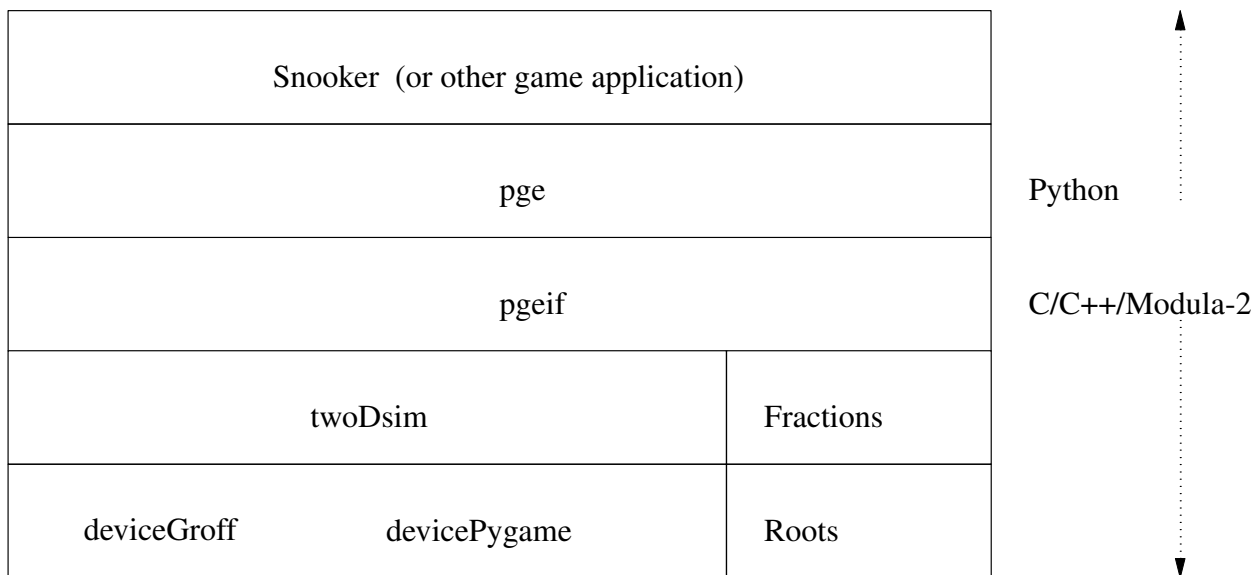 Snooker (or other game application)
pge
Python
pgeif
C/C++/Modula-2
twoDsim
Fractions
deviceGroff
devicePygame
Roots